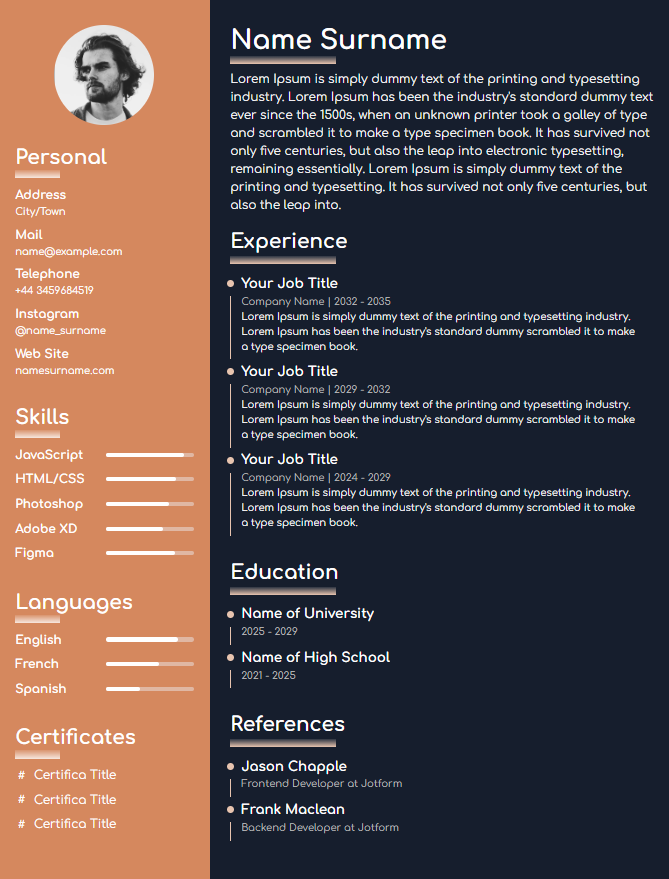 Personal
Address
City/Town
Mail
name@example.com
Telephone
+44 3459684519
Instagram
@name_surname
Web Site
namesurname.com
Skills
JavaScript
HTML/CSS
Photoshop
Adobe XD
Figma
Languages
English
French
Spanish
Certificates
# Certifica Title
# Certifica Title
# Certifica Title
Name Surname
Lorem Ipsum is simply dummy text of the printing and typesetting
industry. Lorem Ipsum has been the industry's standard dummy text
ever since the 1500s, when an unknown printer took a galley of type
and scrambled it to make a type specimen book. It has survived not
only five centuries, but also the leap into electronic typesetting,
remaining essentially. Lorem Ipsum is simply dummy text of the
printing and typesetting. It has survived not only five centuries, but
also the leap into.
Experience
Your Job Title
Company Name | 2032 - 2035
Lorem Ipsum is simply dummy text of the printing and typesetting industry.
Lorem Ipsum has been the industry's standard dummy scrambled it to make
a type specimen book.
Your Job Title
Company Name | 2029 - 2032
Lorem Ipsum is simply dummy text of the printing and typesetting industry.
Lorem Ipsum has been the industry's standard dummy scrambled it to make
a type specimen book.
Your Job Title
Company Name | 2024 - 2029
Lorem Ipsum is simply dummy text of the printing and typesetting industry.
Lorem Ipsum has been the industry's standard dummy scrambled it to make
a type specimen book.
Education
Name of University
2025 - 2029
Name of High School
2021 - 2025
References
Jason Chapple
Frontend Developer at Jotform
Frank Maclean
Backend Developer at Jotform